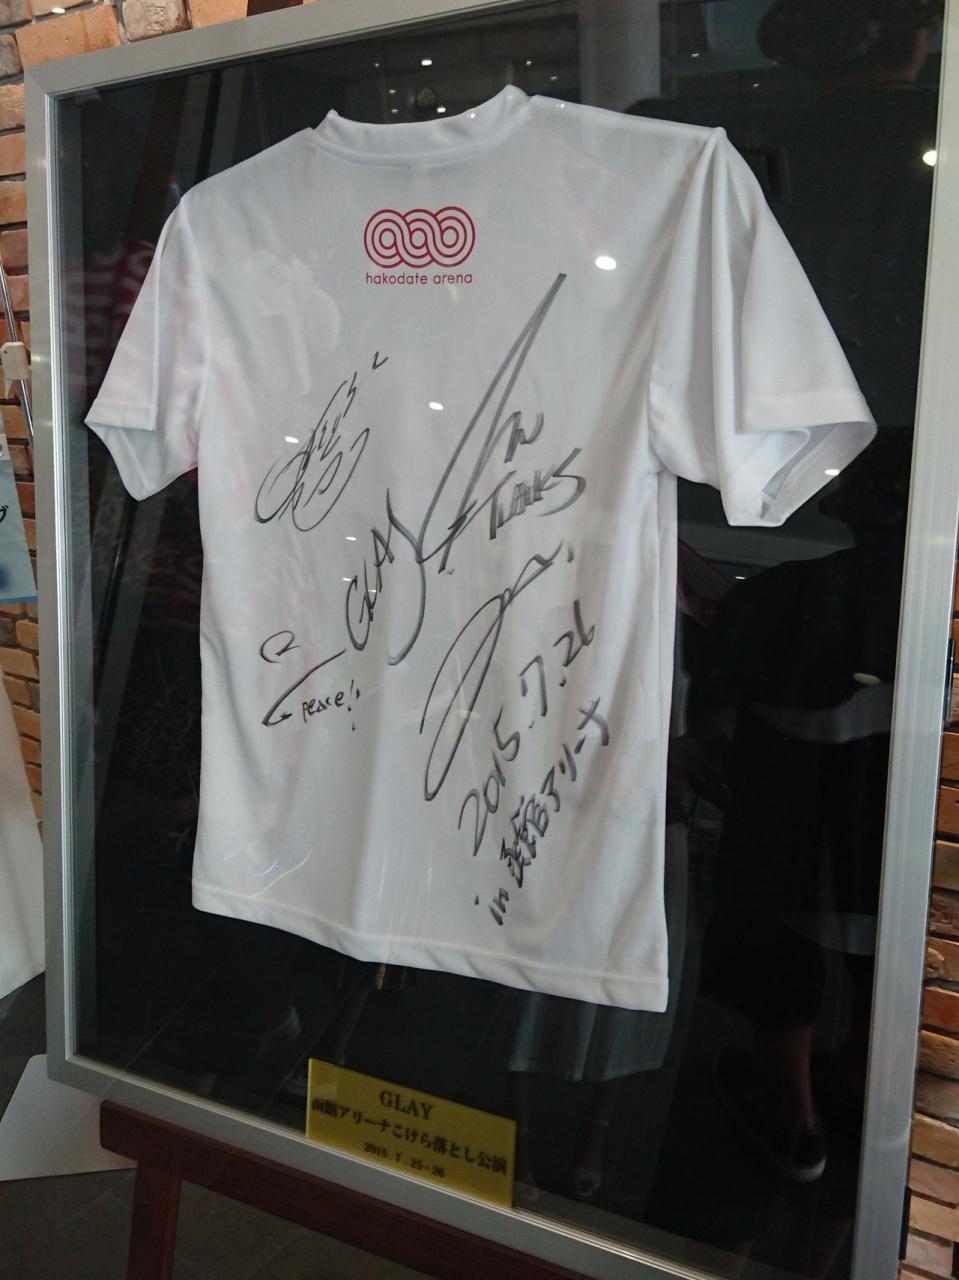 hakodate arena
GLAY
THANKS
Peace!!
2015.7.26
in 函館アリーナ
GLAY
函館アリーナこけら落とし公演
2015.7.25・26